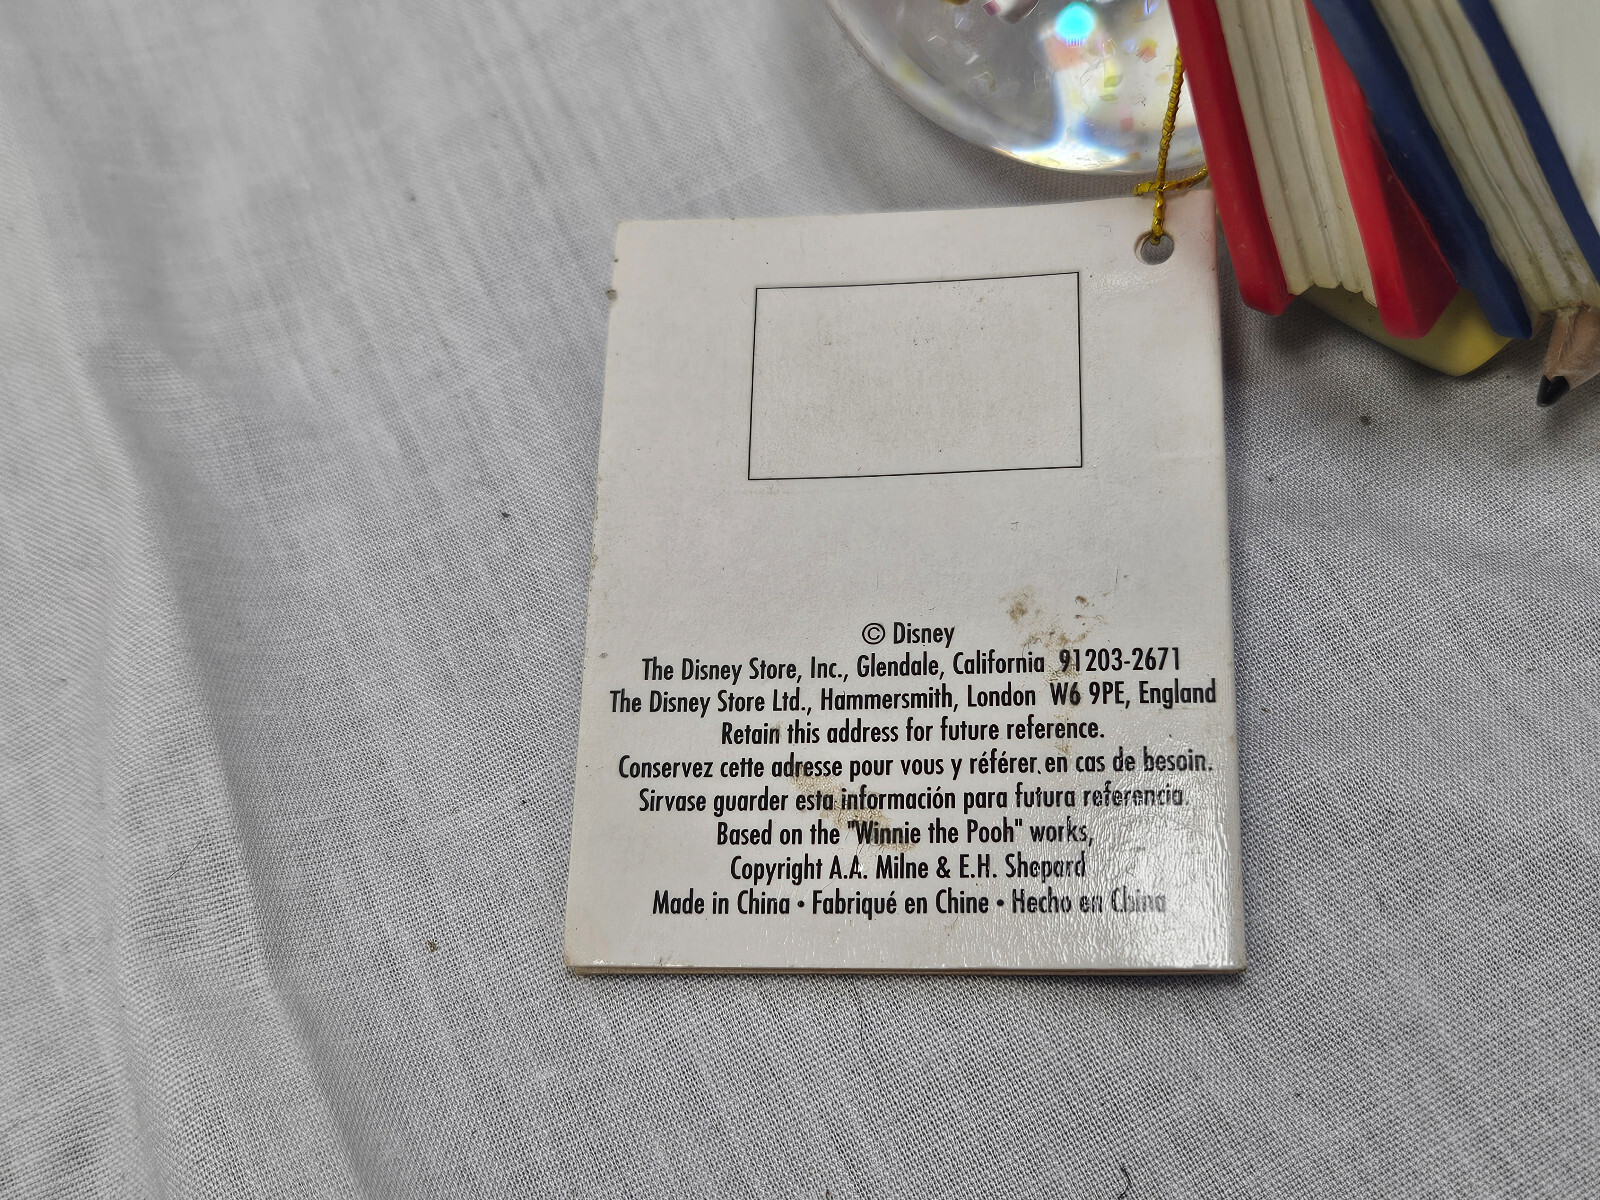 © Disney
The Disney Store, Inc., Glendale, California 91203-2671
The Disney Store Ltd., Hammersmith, London W6 9PE, England
Retain this address for future reference.
Conservez cette adresse pour vous y référer en cas de besoin.
Sirvase guarder esta información para futura referencia.
Based on the "Winnie the Pooh" works,
Copyright A.A. Milne & E.H. Shepard
Made in China • Fabriqué en Chine • Hecho en China